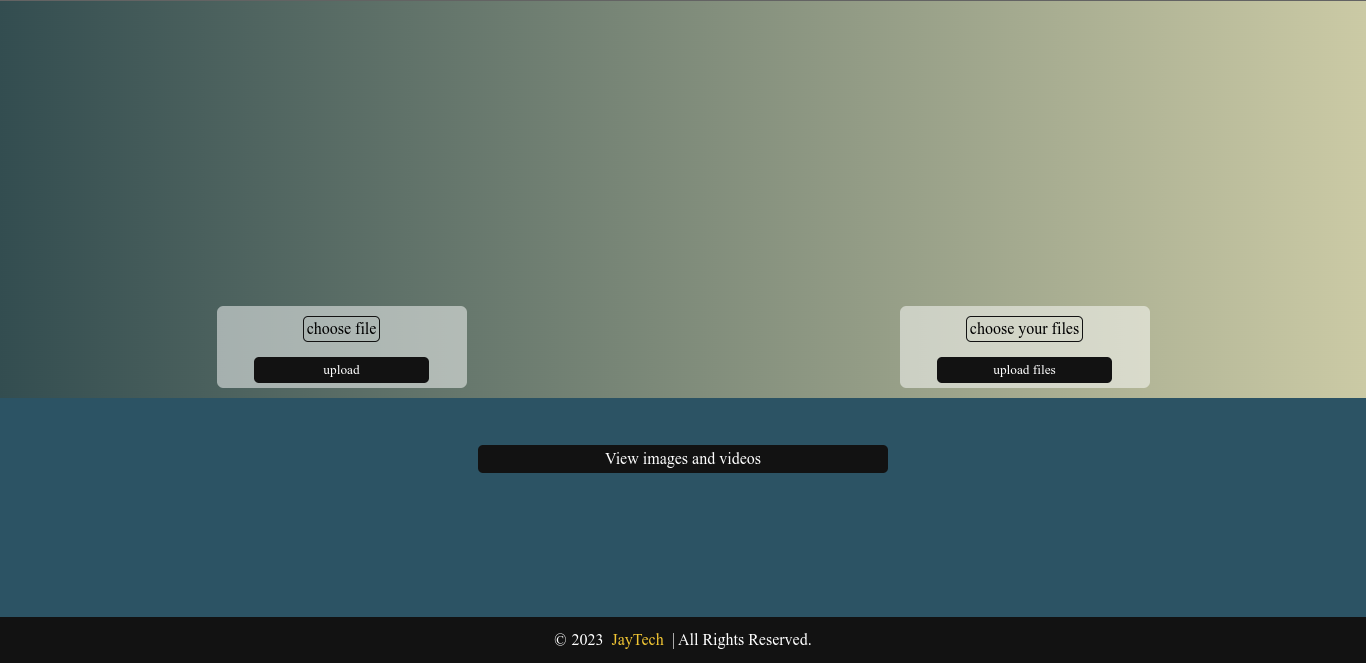 choose file
upload
choose your files
upload files
View images and videos
© 2023 JayTech | All Rights Reserved.